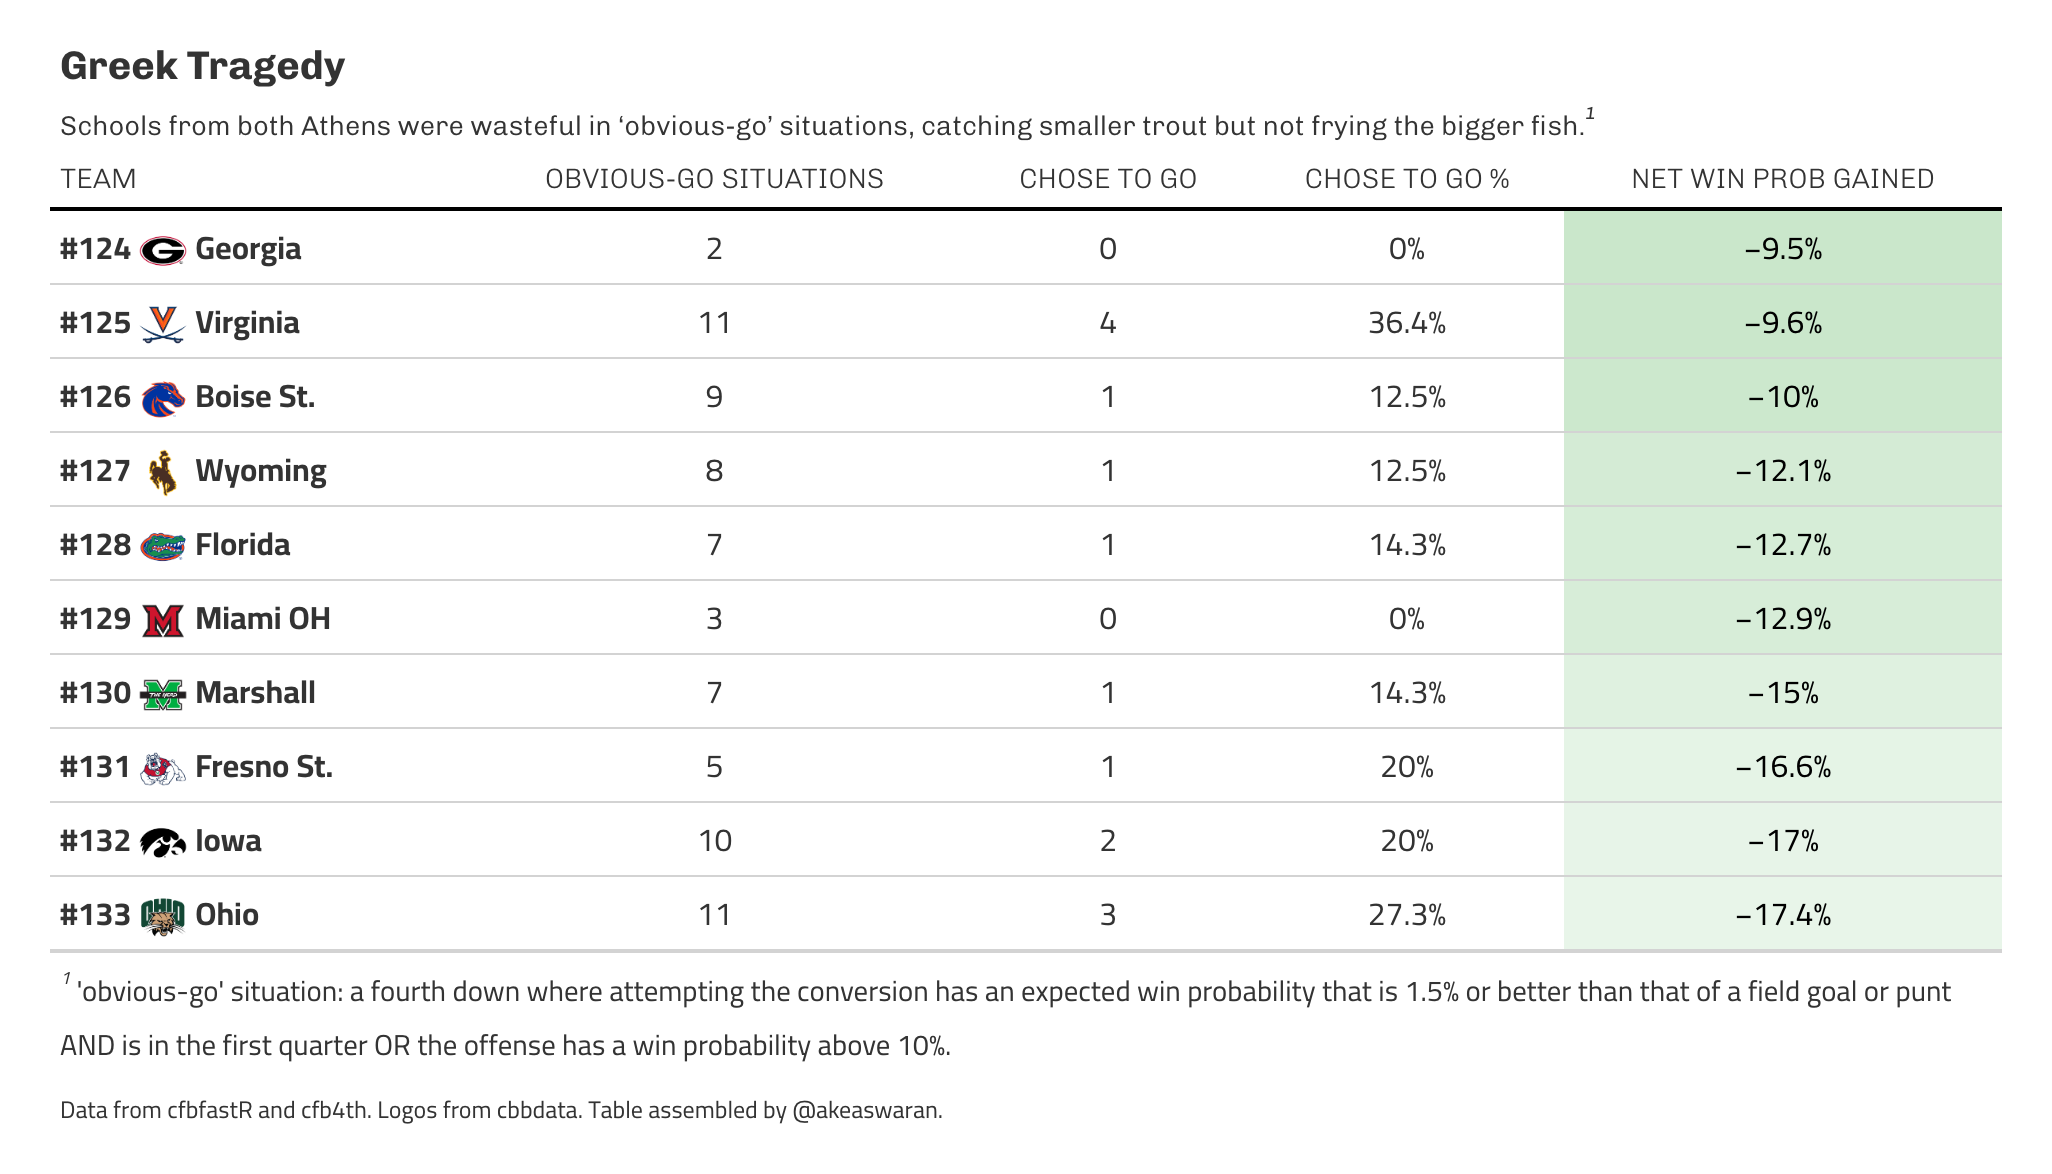 Greek Tragedy
Schools from both Athens were wasteful in ‘obvious-go’ situations, catching smaller trout but not frying the bigger fish.1
TEAM OBVIOUS-GO SITUATIONS CHOSE TO GO CHOSE TO GO % NET WIN PROB GAINED
#124 G Georgia 2 0 0% −9.5%
#125 V Virginia 11 4 36.4% −9.6%
#126 Boise St. 9 1 12.5% −10%
#127 Wyoming 8 1 12.5% −12.1%
#128 Florida 7 1 14.3% −12.7%
#129 M Miami OH 3 0 0% −12.9%
#130 M THE HERD Marshall 7 1 14.3% −15%
#131 Fresno St. 5 1 20% −16.6%
#132 Iowa 10 2 20% −17%
#133 OHIO Ohio 11 3 27.3% −17.4%
1 'obvious-go' situation: a fourth down where attempting the conversion has an expected win probability that is 1.5% or better than that of a field goal or punt
AND is in the first quarter OR the offense has a win probability above 10%.
Data from cfbfastR and cfb4th. Logos from cbbdata. Table assembled by @akeaswaran.